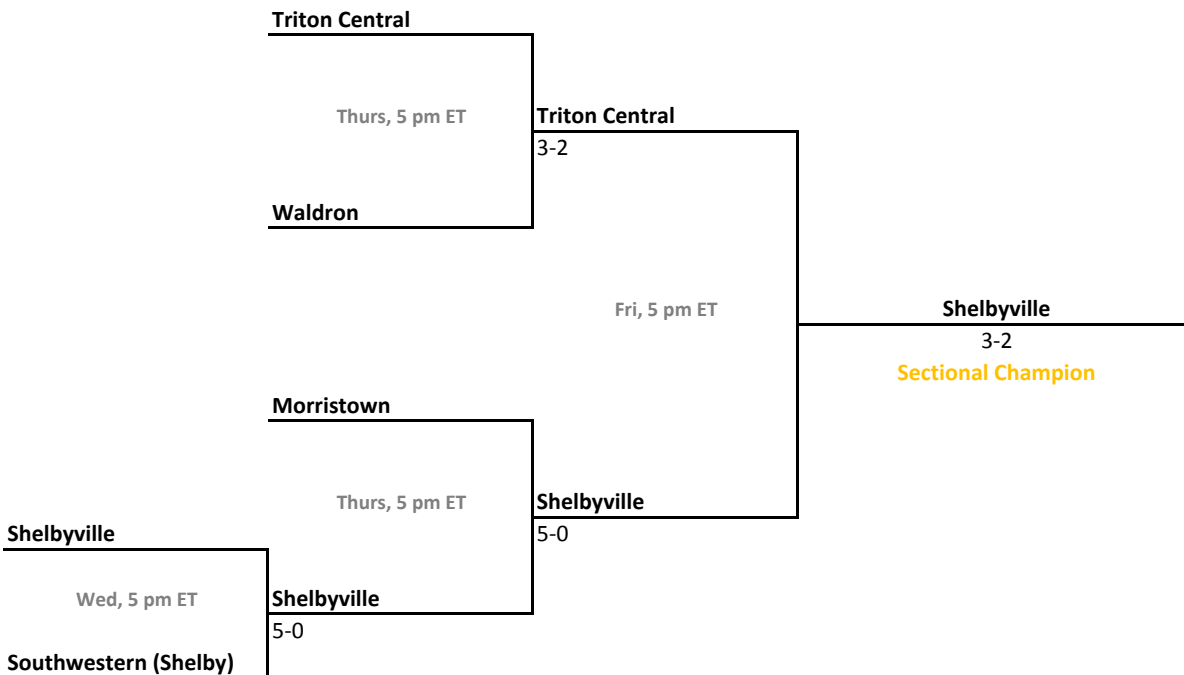 Triton Central
Thurs, 5 pm ET
Triton Central
3-2
Waldron
Fri, 5 pm ET
Shelbyville
3-2
Sectional Champion
Morristown
Thurs, 5 pm ET
Shelbyville
5-0
Shelbyville
Wed, 5 pm ET
Shelbyville
5-0
Southwestern (Shelby)